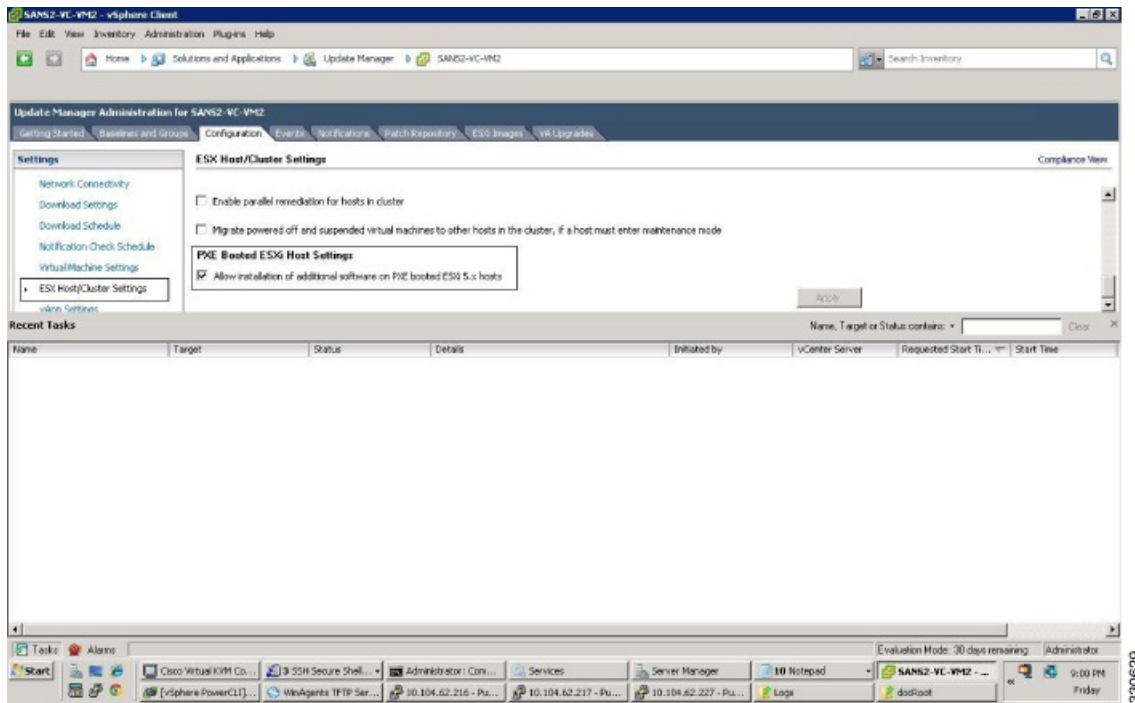 SANS2-VC-VM2 - vSphere Client
File Edit View Inventory Administration Plug-ins Help
Home Solutions and Applications Update Manager SANS2-VC-VM2 Search Inventory
Update Manager Administration for SANS2-VC-VM2
Getting Started Baselines and Groups Configuration Events Notifications Patch Repository ESXi Images VA Upgrades
Settings
ESX Host/Cluster Settings
Compliance View
Network Connectivity
Download Settings
Download Schedule
Notification Check Schedule
Virtual Machine Settings
ESX Host/Cluster Settings
vApp Settings
Enable parallel remediation for hosts in cluster
Migrate powered off and suspended virtual machines to other hosts in the cluster, if a host must enter maintenance mode
PXE Booted ESXi Host Settings
Allow installation of additional software on PXE booted ESXi 5.x hosts
Apply
Recent Tasks
Name, Target or Status contains:
Clear
Name Target Status Details Initiated by vCenter Server Requested Start Ti... Start Time
Tasks Alarms
Evaluation Mode: 30 days remaining Administrator
Start Cisco Virtual KVM Co... 3 SSH Secure Shell... Administrator: Com... Services Server Manager 10 Notepad SANS2-VC-VM2 - ... 9:00 PM
[vSphere PowerCLI]... WinAgents TFTP Ser... 10.104.62.216 - Pu... 10.104.62.217 - Pu... 10.104.62.227 - Pu... Logs docRoot Friday
330629